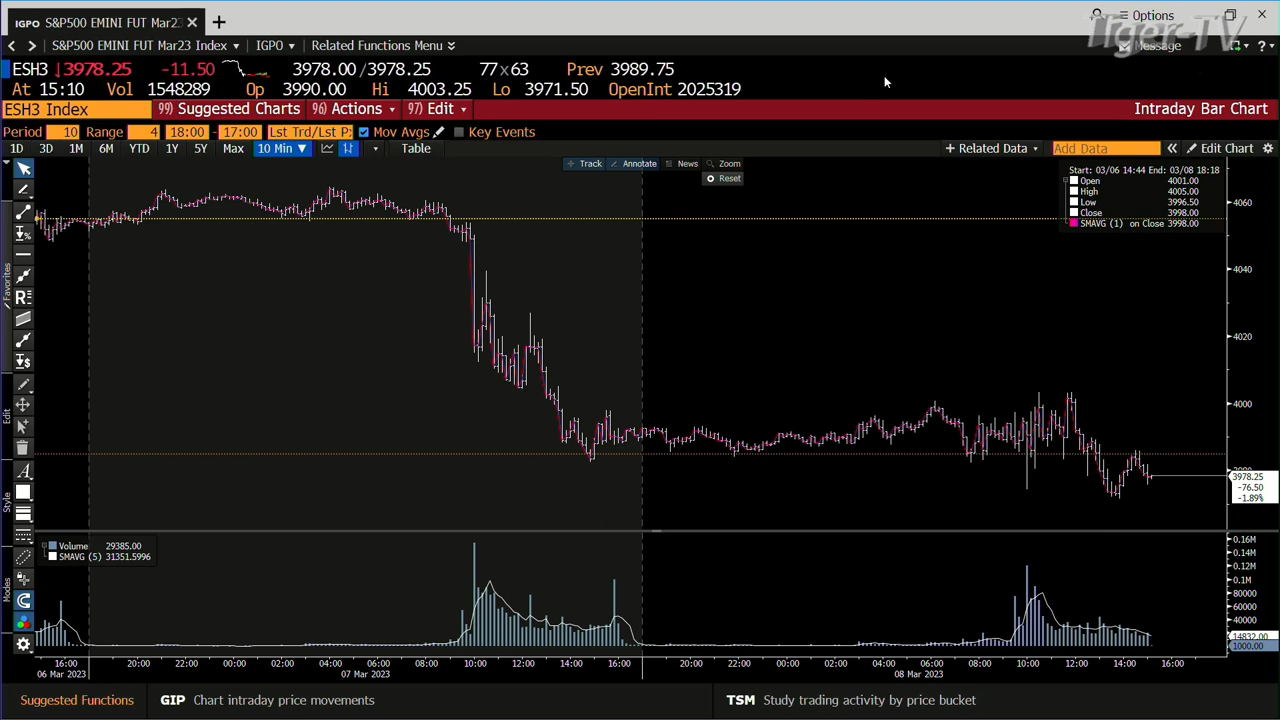 IGPO S&P500 EMINI FUT Mar23
Options
S&P500 EMINI FUT Mar23 Index IGPO Related Functions Menu
Message ?
Tiger-TV
ESH3 ↓3978.25 -11.50 3978.00/3978.25 77×63 Prev 3989.75
At 15:10 Vol 1548289 Op 3990.00 Hi 4003.25 Lo 3971.50 OpenInt 2025319
ESH3 Index 99) Suggested Charts 96) Actions 97) Edit Intraday Bar Chart
Period 10 Range 4 18:00 - 17:00 Lst Trd/Lst P Mov Avgs Key Events
1D 3D 1M 6M YTD 1Y 5Y Max 10 Min ▼ Table + Related Data Add Data « Edit Chart
Track Annotate News Zoom
Reset
Start: 03/06 14:44 End: 03/08 18:18
Open 4001.00
High 4005.00
Low 3996.50
Close 3998.00
SMAVG (1) on Close 3998.00
Favorites
Edit
Style
Modes
4060
4040
4020
4000
3978.25
-76.50
-1.89%
Volume 29385.00
SMAVG (5) 31351.5996
0.16M
0.14M
0.12M
0.1M
80000
60000
40000
14832.00
1000.00
16:00 20:00 22:00 00:00 02:00 04:00 06:00 08:00 10:00 12:00 14:00 16:00 20:00 22:00 00:00 02:00 04:00 06:00 08:00 10:00 12:00 14:00 16:00
06 Mar 2023 07 Mar 2023 08 Mar 2023
Suggested Functions GIP Chart intraday price movements TSM Study trading activity by price bucket